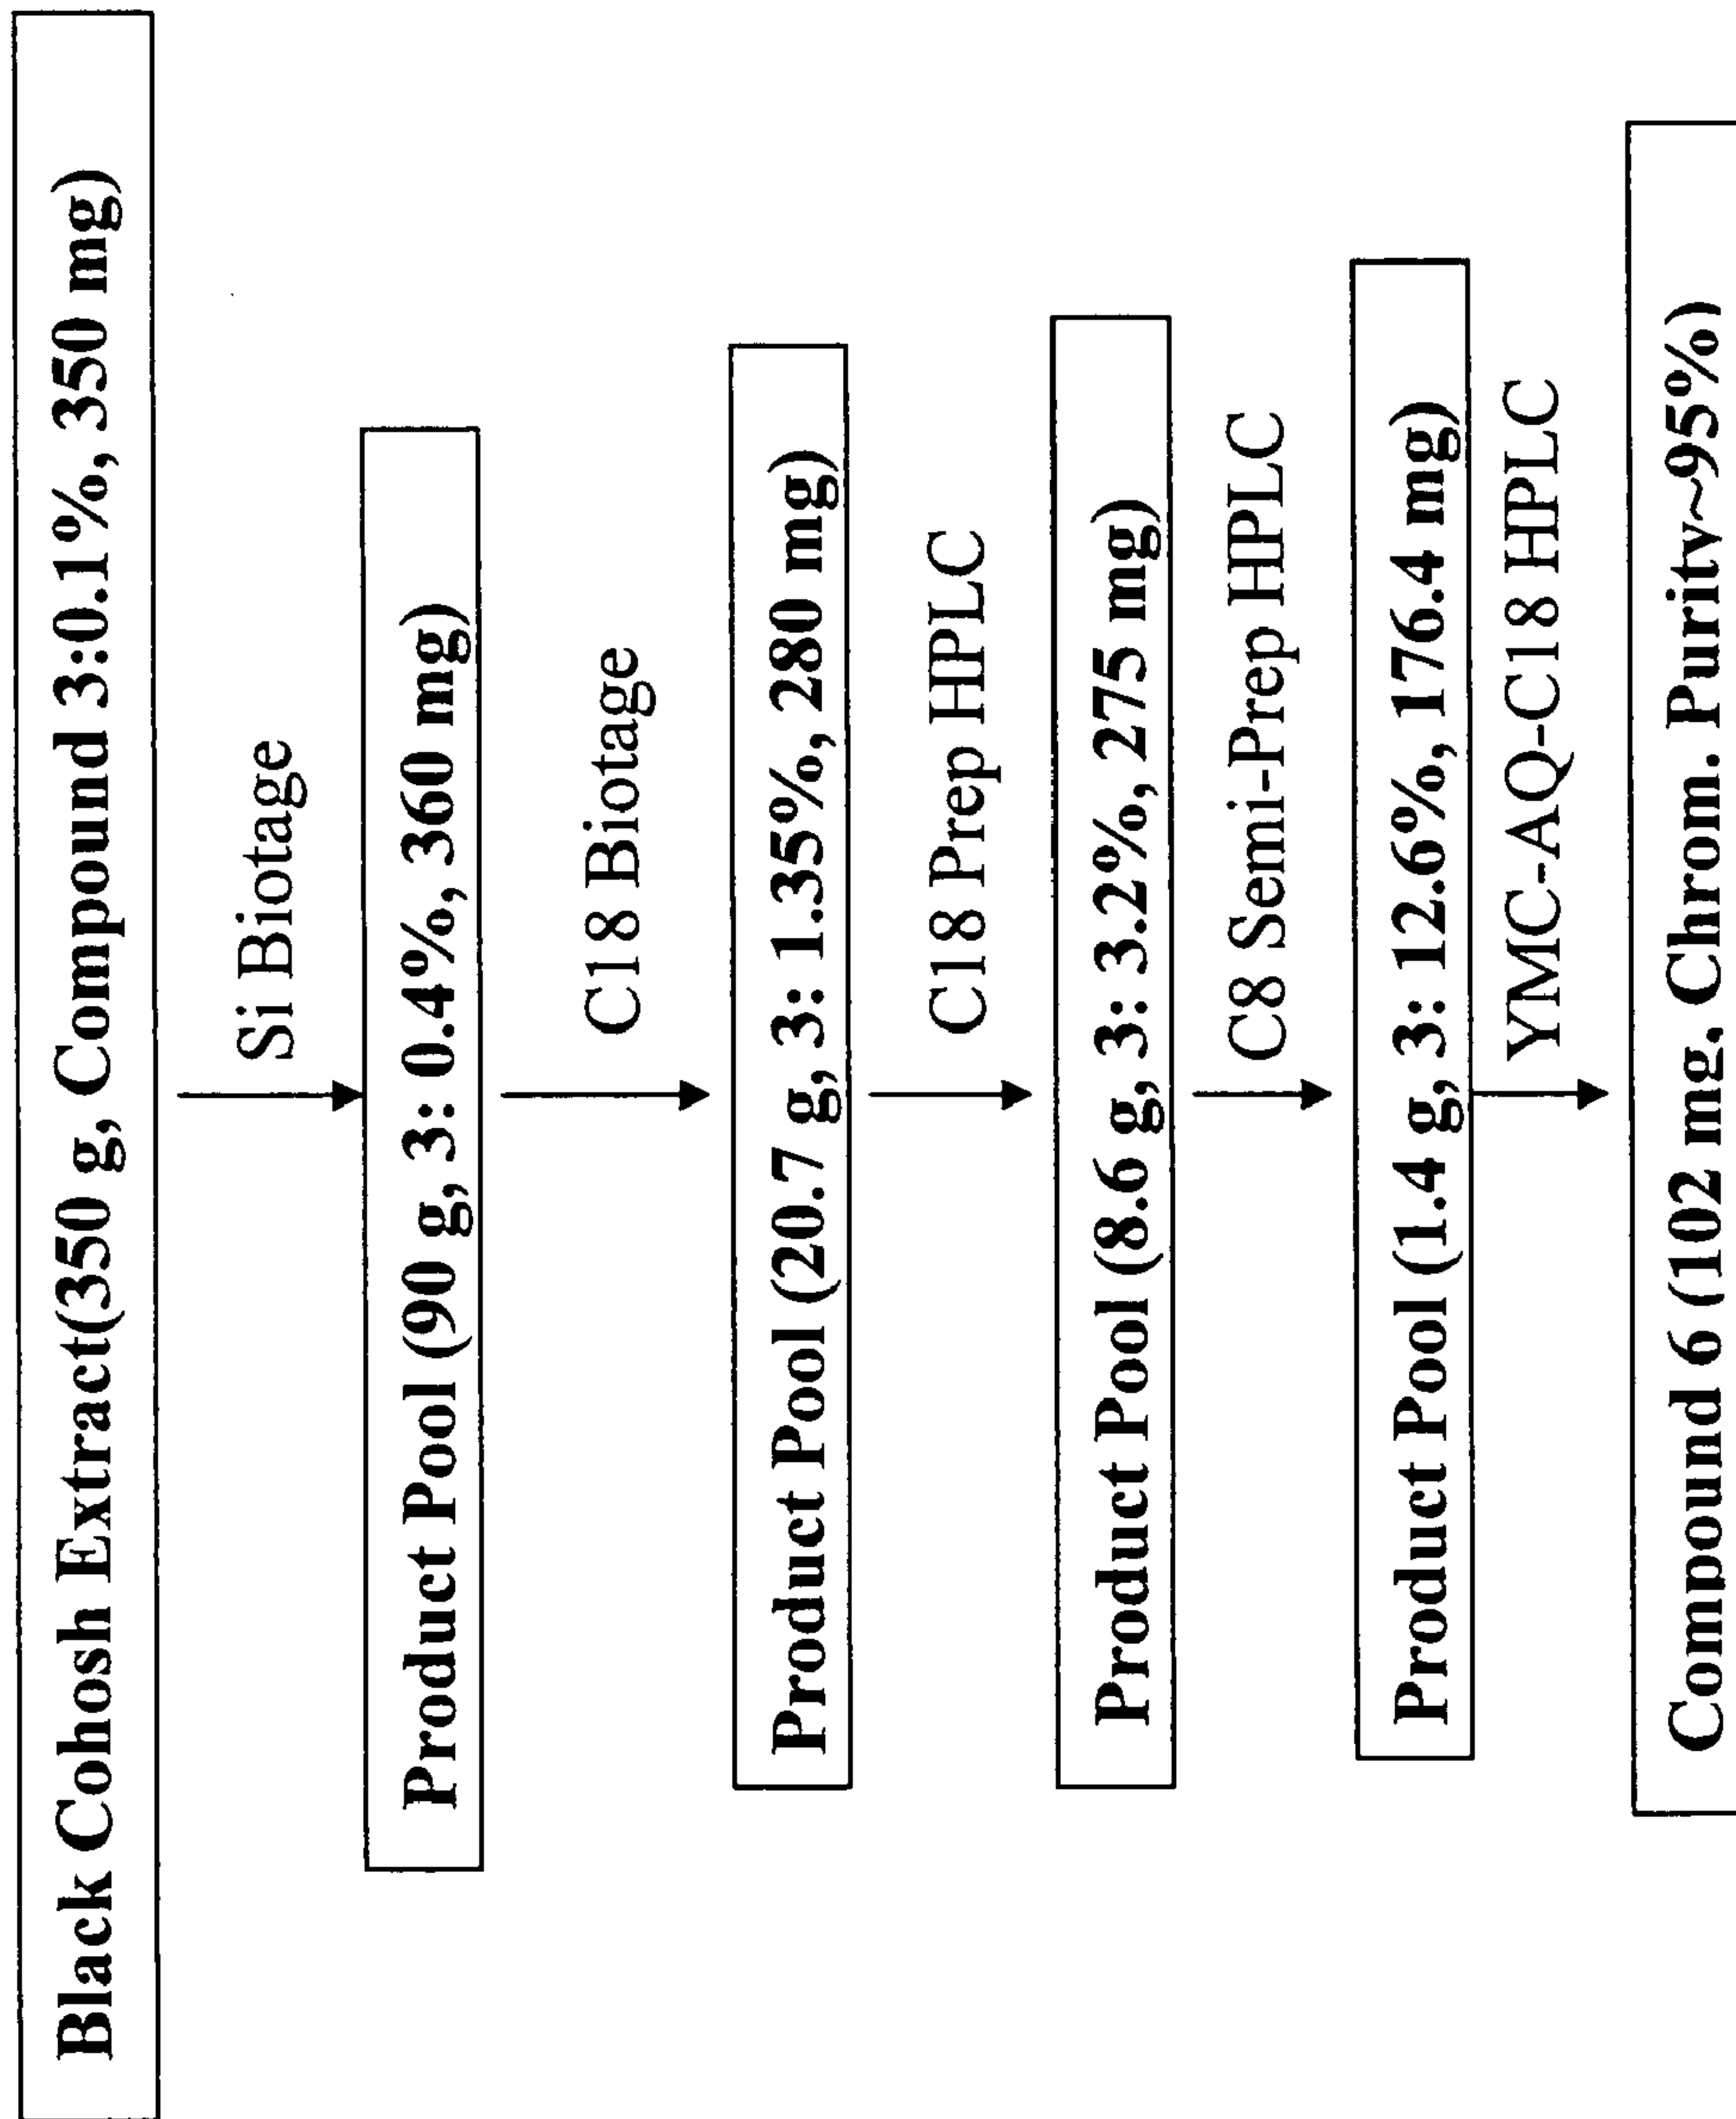 Black Cohosh Extract(350 g, Compound 3:0.1%, 350 mg)
Si Biotage
Product Pool (90 g, 3: 0.4%, 360 mg)
C18 Biotage
Product Pool (20.7 g, 3: 1.35%, 280 mg)
C18 Prep HPLC
Product Pool (8.6 g, 3: 3.2%, 275 mg)
C8 Semi-Prep HPLC
Product Pool (1.4 g, 3: 12.6%, 176.4 mg)
YMC-AQ-C18 HPLC
Compound 6 (102 mg, Chrom. Purity~95%)